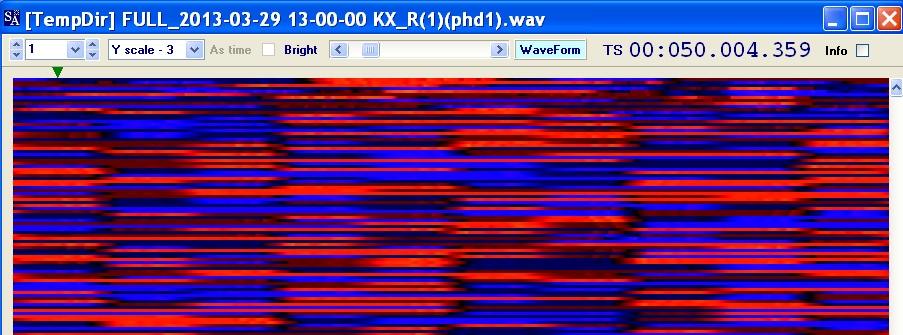 SA [TempDir] FULL_2013-03-29 13-00-00 KX_R(1)(phd1).wav
1 Y scale - 3 As time Bright WaveForm TS 00:050.004.359 Info